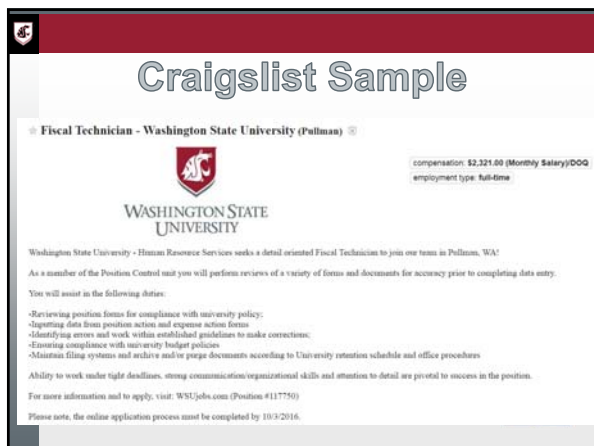 Craigslist Sample
Fiscal Technician - Washington State University (Pullman)
compensation: $2,321.00 (Monthly Salary)/DOQ
employment type: full-time
WASHINGTON STATE
UNIVERSITY
Washington State University - Human Resource Services seeks a detail oriented Fiscal Technician to join our team in Pullman, WA!
As a member of the Position Control unit you will perform reviews of a variety of forms and documents for accuracy prior to completing data entry.
You will assist in the following duties:
-Reviewing position forms for compliance with university policy;
-Inputting data from position action and expense action forms
-Identifying errors and work within established guidelines to make corrections;
-Ensuring compliance with university budget policies
-Maintain filing systems and archive and/or purge documents according to University retention schedule and office procedures
Ability to work under tight deadlines, strong communication/organizational skills and attention to detail are pivotal to success in the position.
For more information and to apply, visit: WSUjobs.com (Position #117750)
Please note, the online application process must be completed by 10/3/2016.